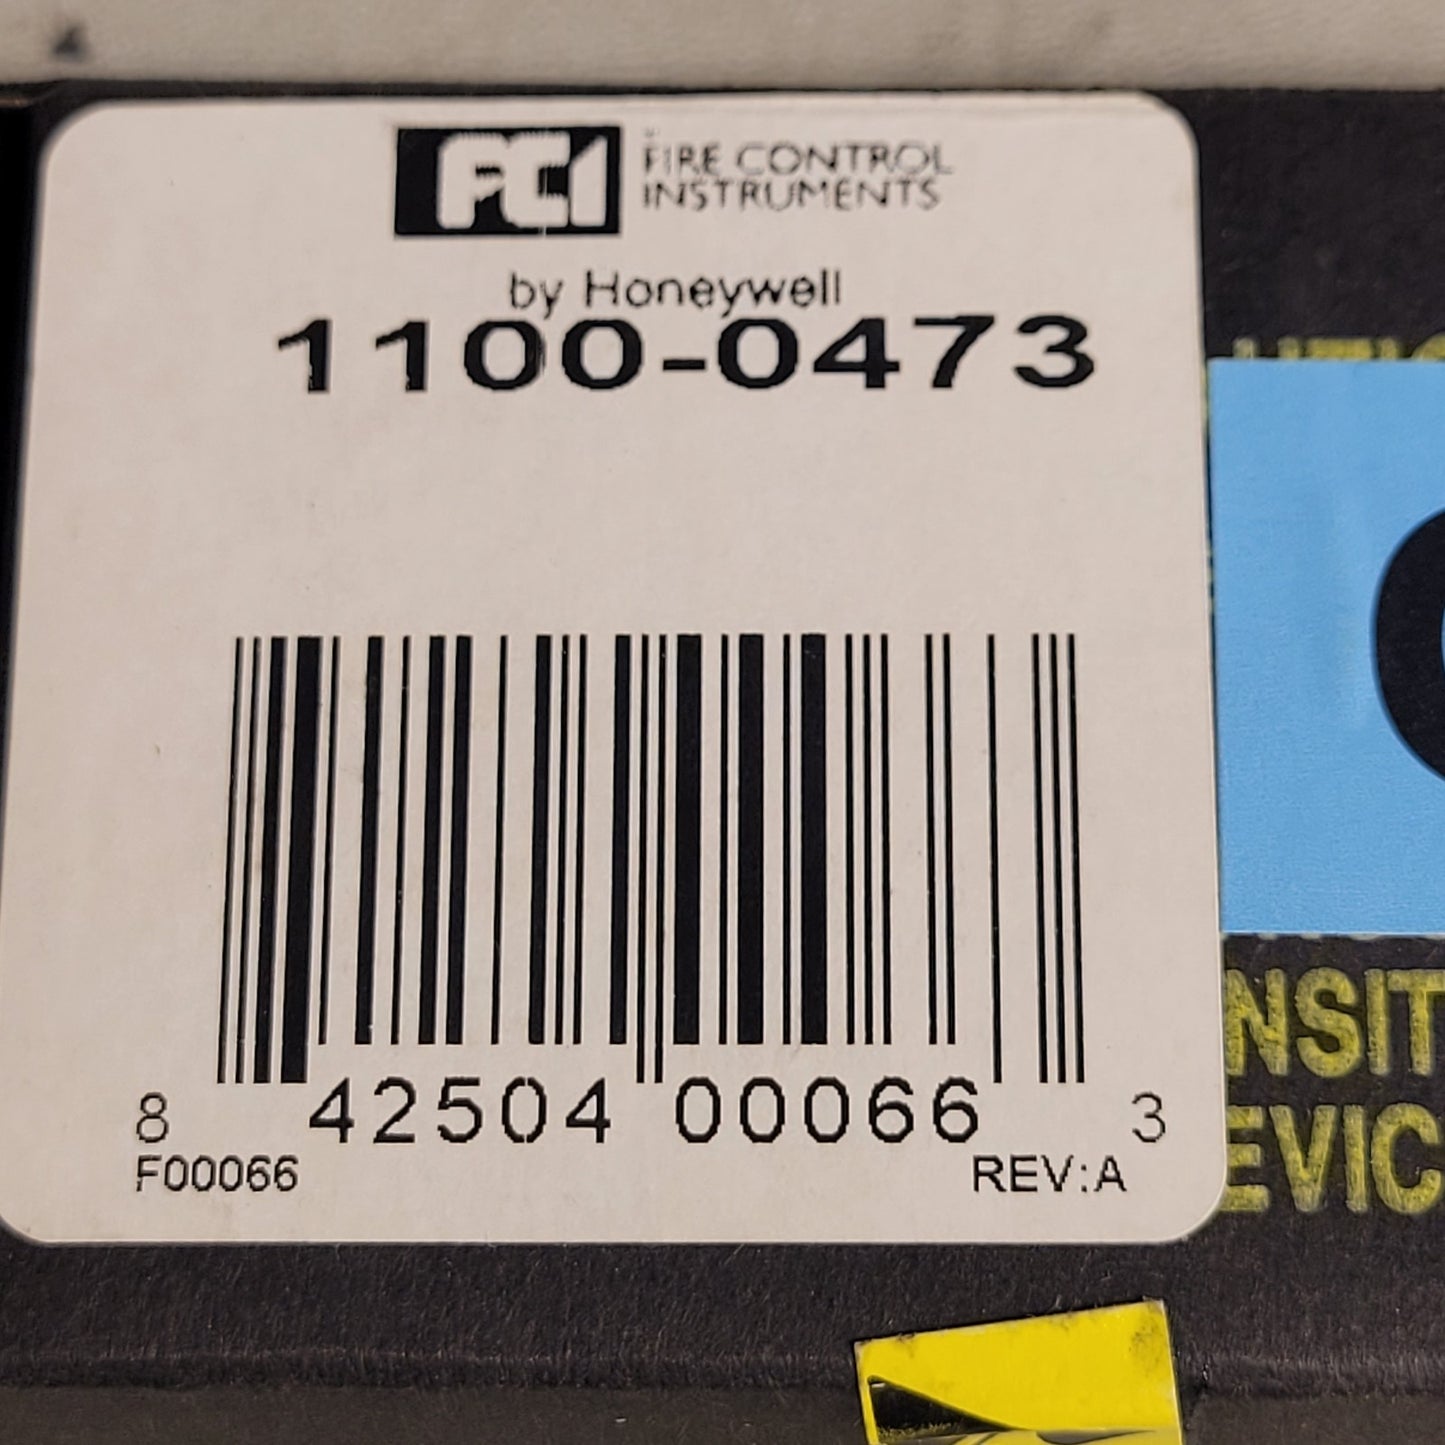 FCI FIRE CONTROL
INSTRUMENTS
by Honeywell
1100-0473
8 42504 00066 3
F00066 REV:A
NSIT
EVIC